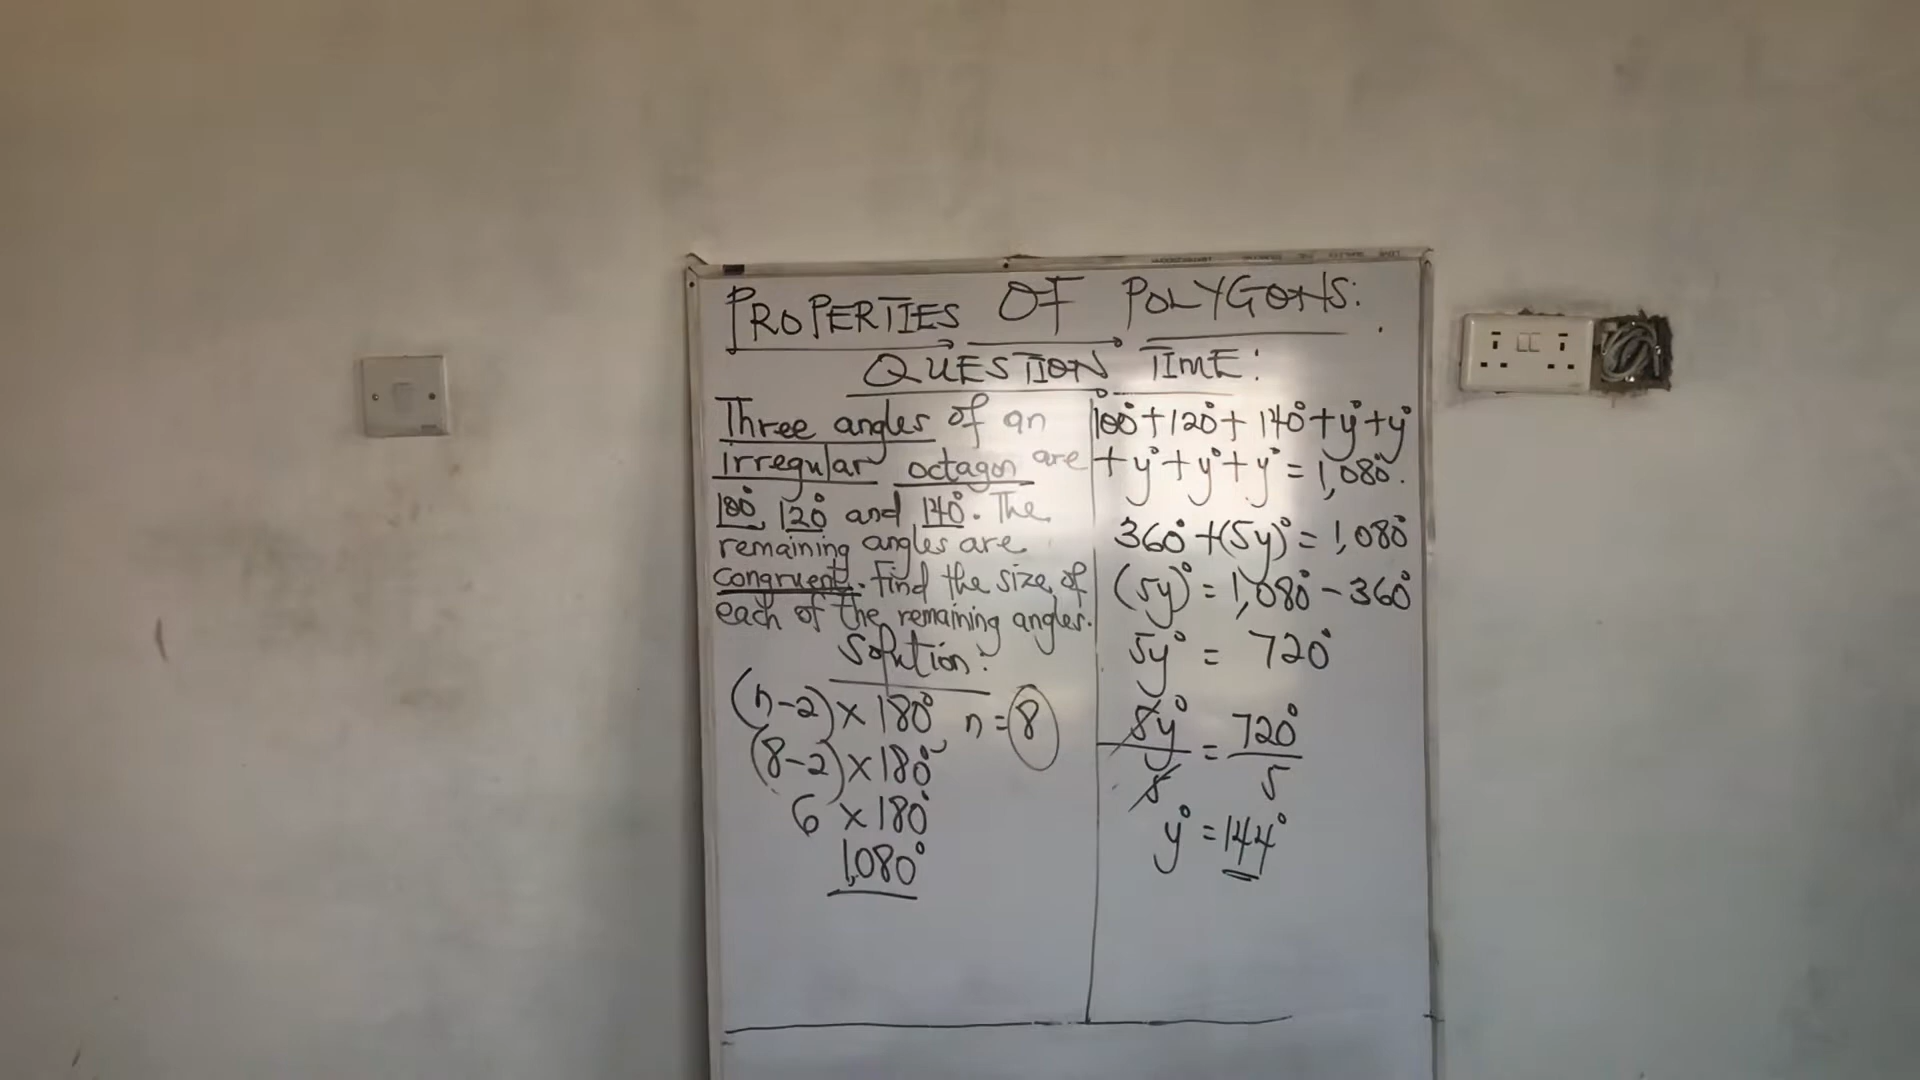 PROPERTIES OF POLYGONS:
QUESTION TIME:
Three angles of an
irregular octagon are
100° 120° and 140°. The
remaining angles are
congruent. Find the size of
each of the remaining angles.
Solution:
(n-2) × 180° n = 8
(8-2) × 180°
6 × 180°
1,080°
100° + 120° + 140° + y° + y°
+ y° + y° + y° = 1,080°.
360° + (5y)° = 1,080°
(5y)° = 1,080° - 360°
5y° = 720°
5y° = 720°
5 5
y° = 144°